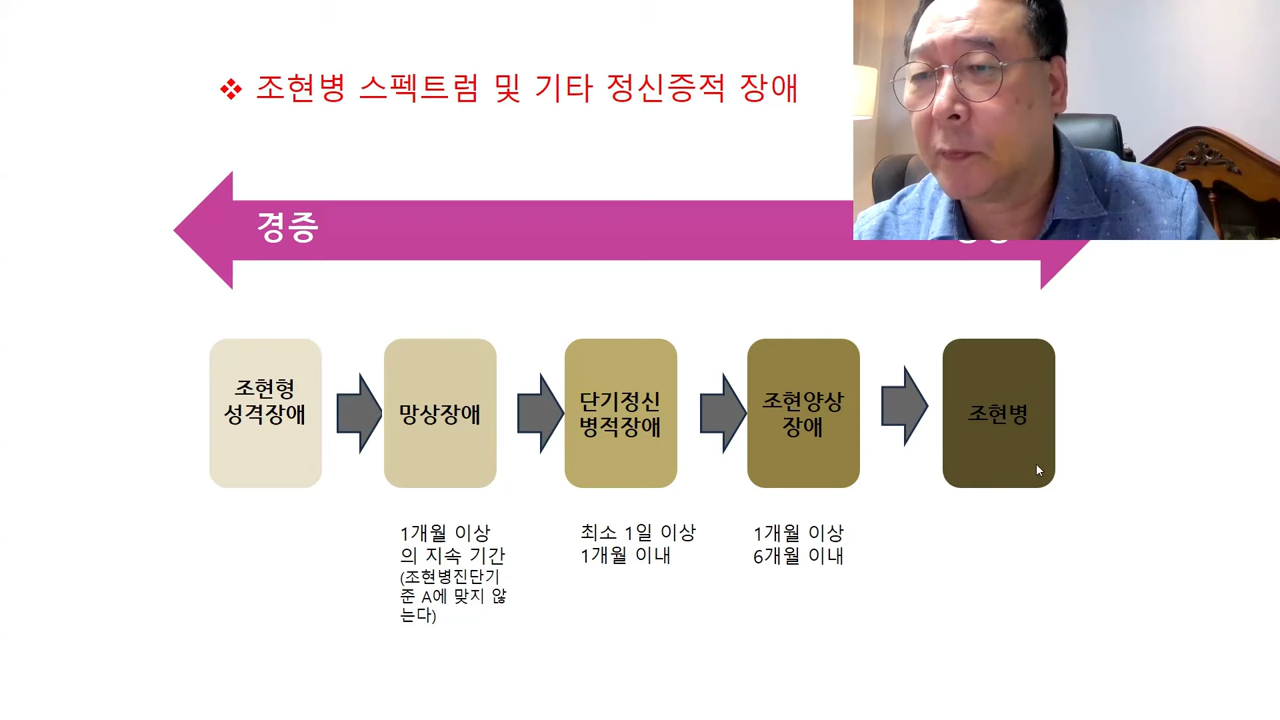 ❖ 조현병 스펙트럼 및 기타 정신증적 장애
경증
조현형
성격장애
망상장애
단기정신
병적장애
조현양상
장애
조현병
1개월 이상
의 지속 기간
(조현병진단기
준 A에 맞지 않
는다)
최소 1일 이상
1개월 이내
1개월 이상
6개월 이내